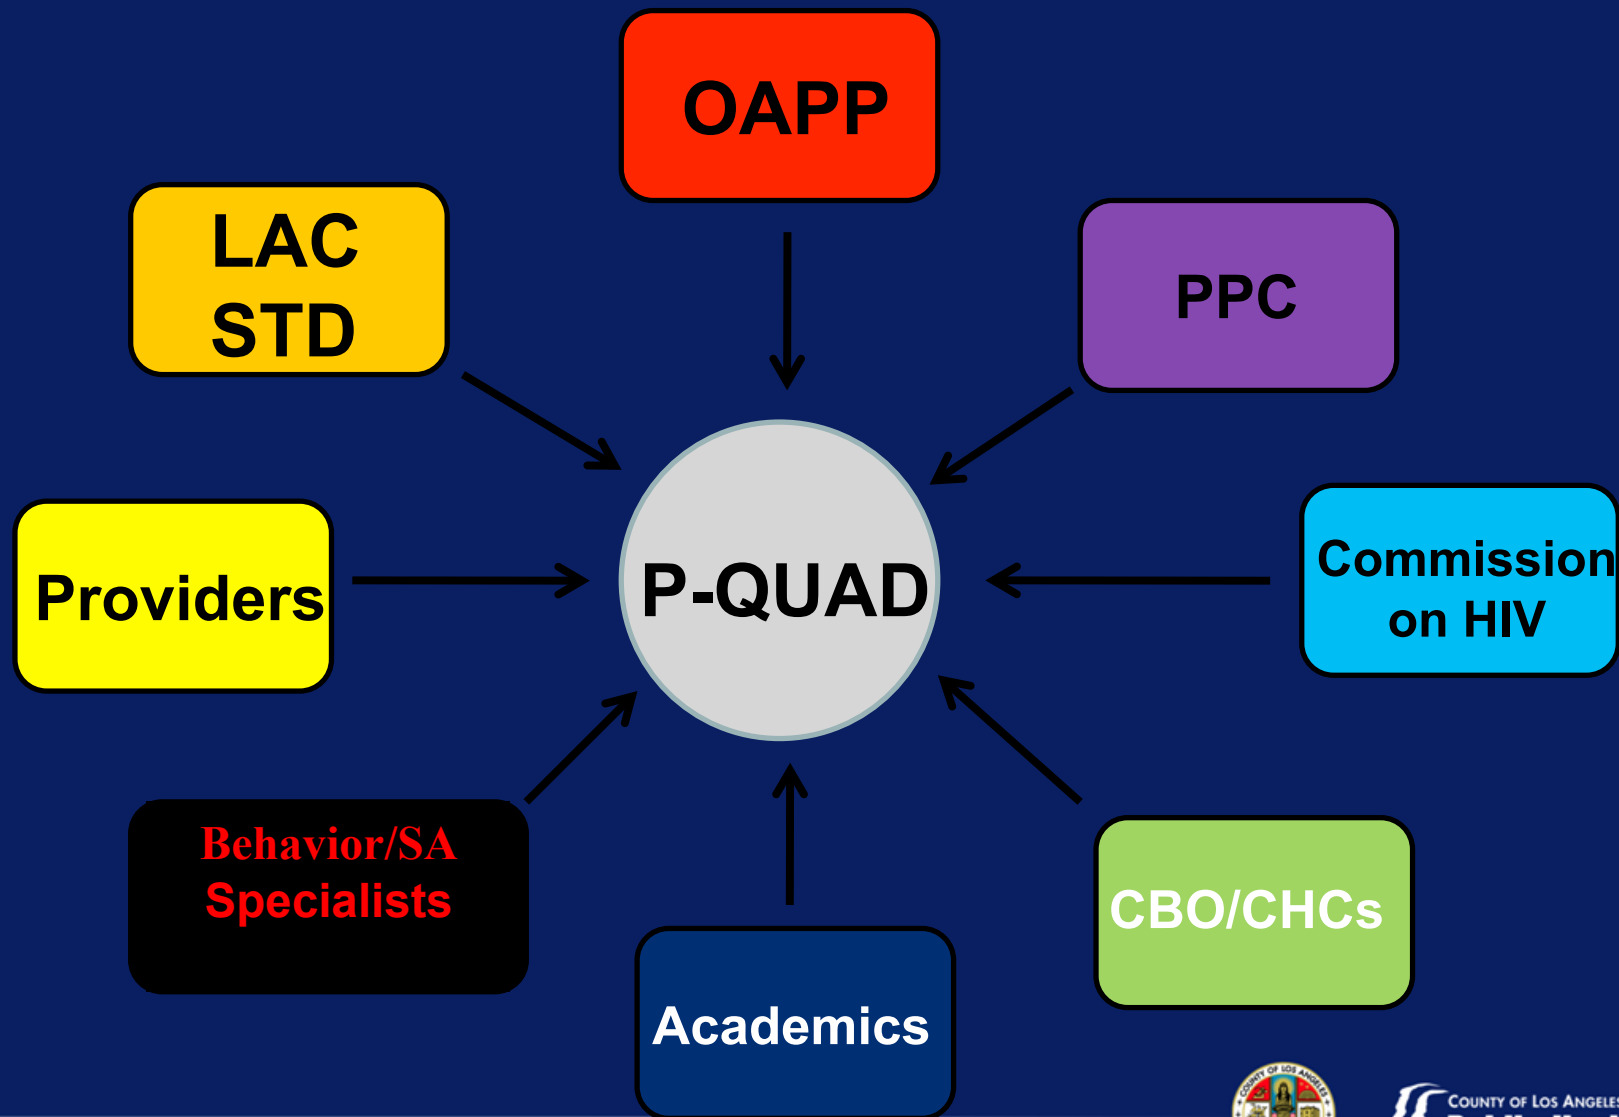 OAPP
LAC
STD
PPC
Providers
P-QUAD
Commission
on HIV
Behavior/SA
Specialists
CBO/CHCs
Academics
COUNTY OF LOS ANGELES